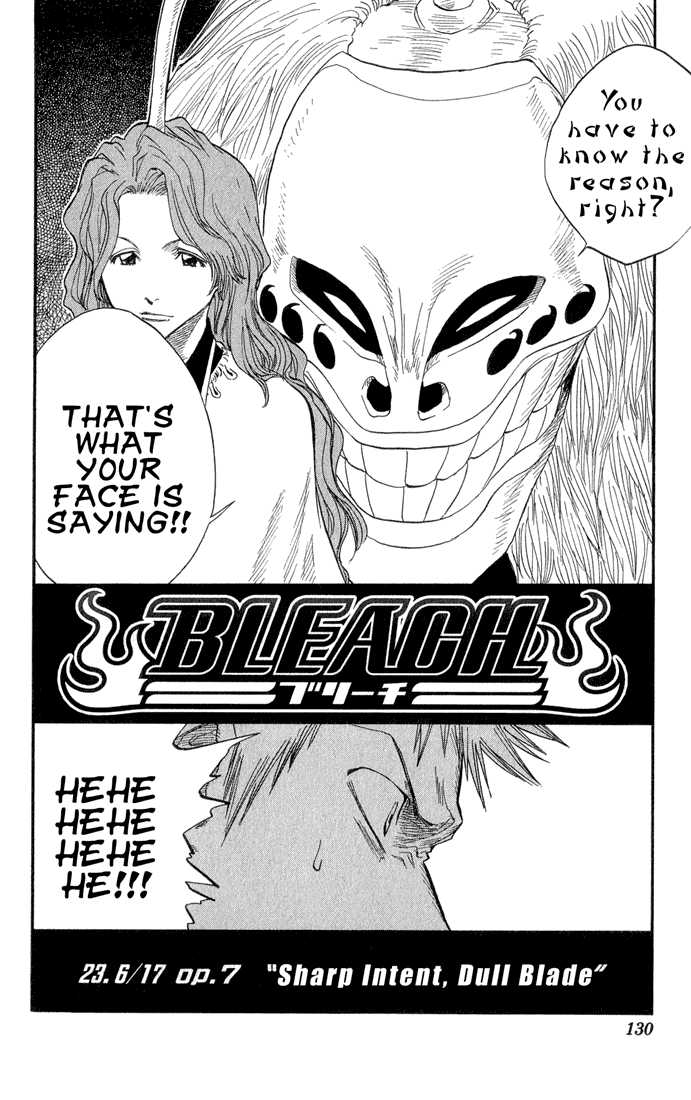 You
have to
know the
reason,
right?
THAT'S
WHAT
YOUR
FACE IS
SAYING!!
BLEACH
ブリーチ
HEHE
HEHE
HEHE
HE!!!
23. 6/17 op. 7 "Sharp Intent, Dull Blade"
130